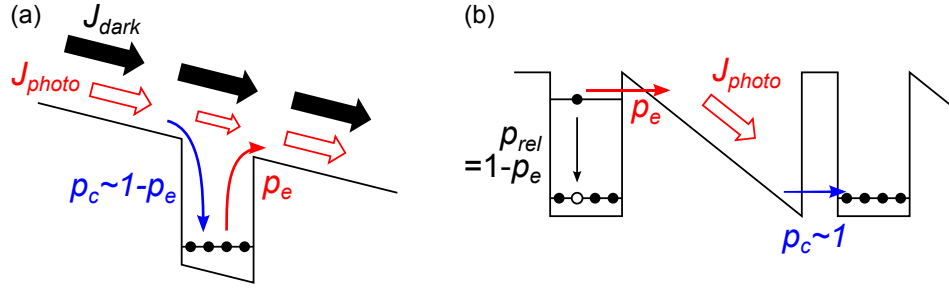 (a)
J_dark
J_photo
p_c~1-p_e
p_e
(b)
J_photo
p_e
p_rel
=1-p_e
p_c~1